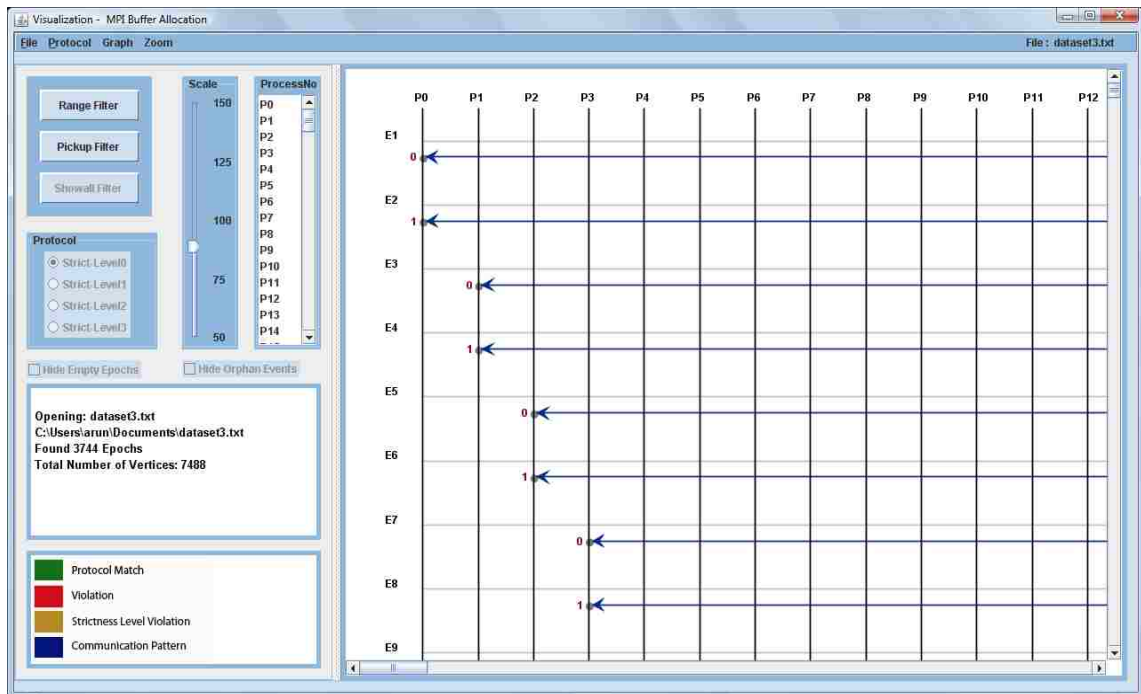 Visualization - MPI Buffer Allocation
File Protocol Graph Zoom
File : dataset3.txt
Range Filter
Pickup Filter
Showall Filter
Protocol
Strict-Level0
Strict-Level1
Strict-Level2
Strict-Level3
Scale
150
125
100
75
50
ProcessNo
P0
P1
P2
P3
P4
P5
P6
P7
P8
P9
P10
P11
P12
P13
P14
Hide Empty Epochs
Hide Orphan Events
Opening: dataset3.txt
C:\Users\arun\Documents\dataset3.txt
Found 3744 Epochs
Total Number of Vertices: 7488
Protocol Match
Violation
Strictness Level Violation
Communication Pattern
P0 P1 P2 P3 P4 P5 P6 P7 P8 P9 P10 P11 P12
E1
0
E2
1
E3
0
E4
1
E5
0
E6
1
E7
0
E8
1
E9